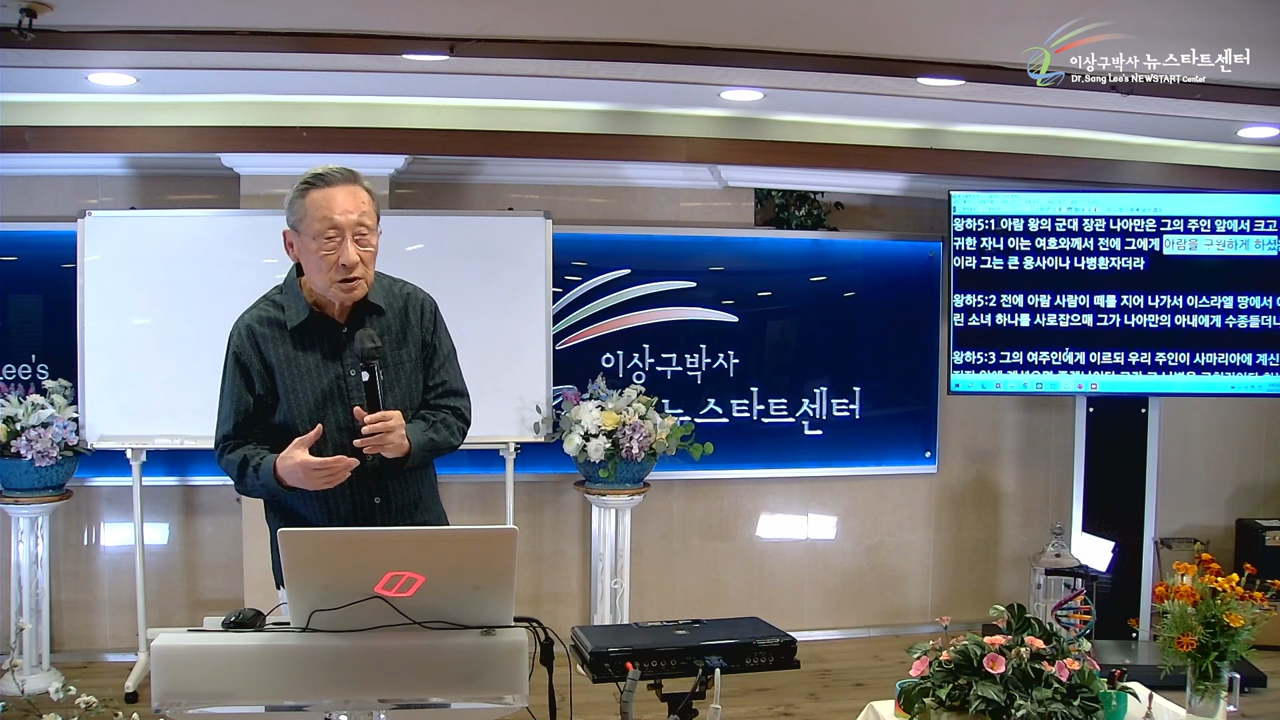 이상구박사 뉴스타트센터
Dr. Sang Lee's NEWSTART Center
왕하5:1 아람 왕의 군대 장관 나아만은 그의 주인 앞에서 크고
귀한 자니 이는 여호와께서 전에 그에게 아람을 구원하게 하셨
이라 그는 큰 용사이나 나병환자더라
왕하5:2 전에 아람 사람이 떼를 지어 나가서 이스라엘 땅에서
린 소녀 하나를 사로잡으매 그가 나아만의 아내에게 수종들더니
왕하5:3 그의 여주인에게 이르되 우리 주인이 사마리아에 계신
Lee's
이상구박사
뉴스타트센터